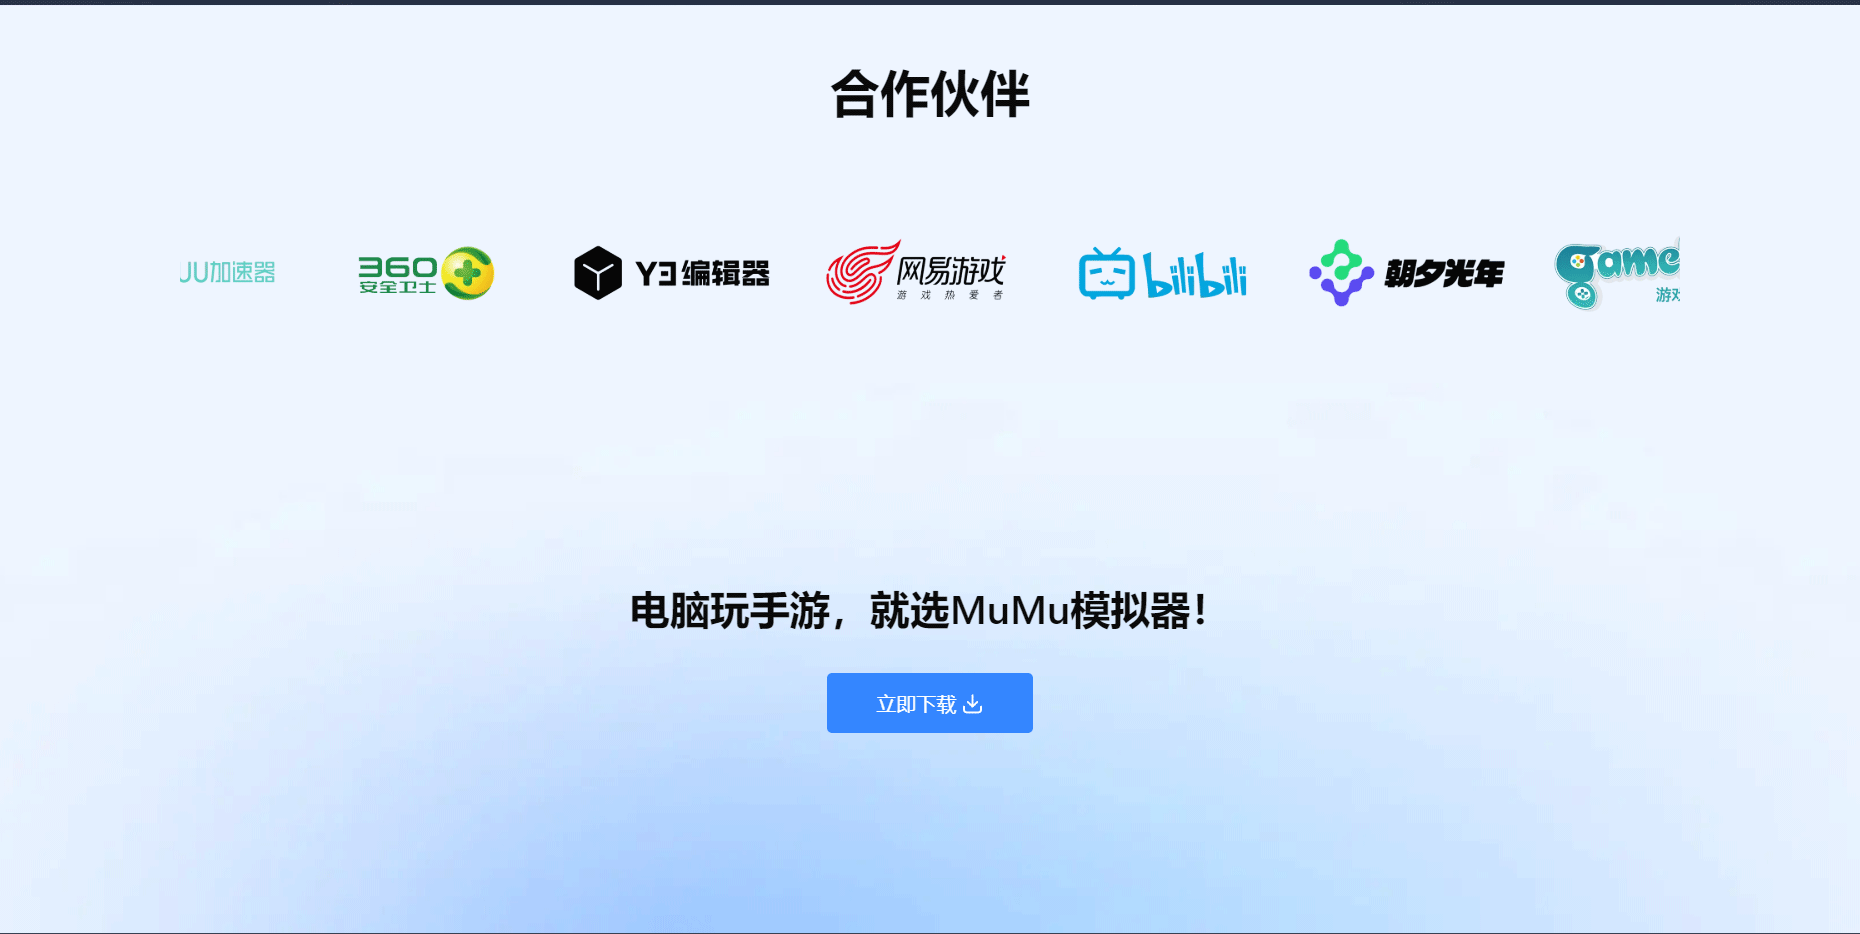 合作伙伴
UU加速器
360
安全卫士
Y3编辑器
网易游戏
游戏热爱者
bilibili
朝夕光年
game
游戏
电脑玩手游，就选MuMu模拟器！
立即下载